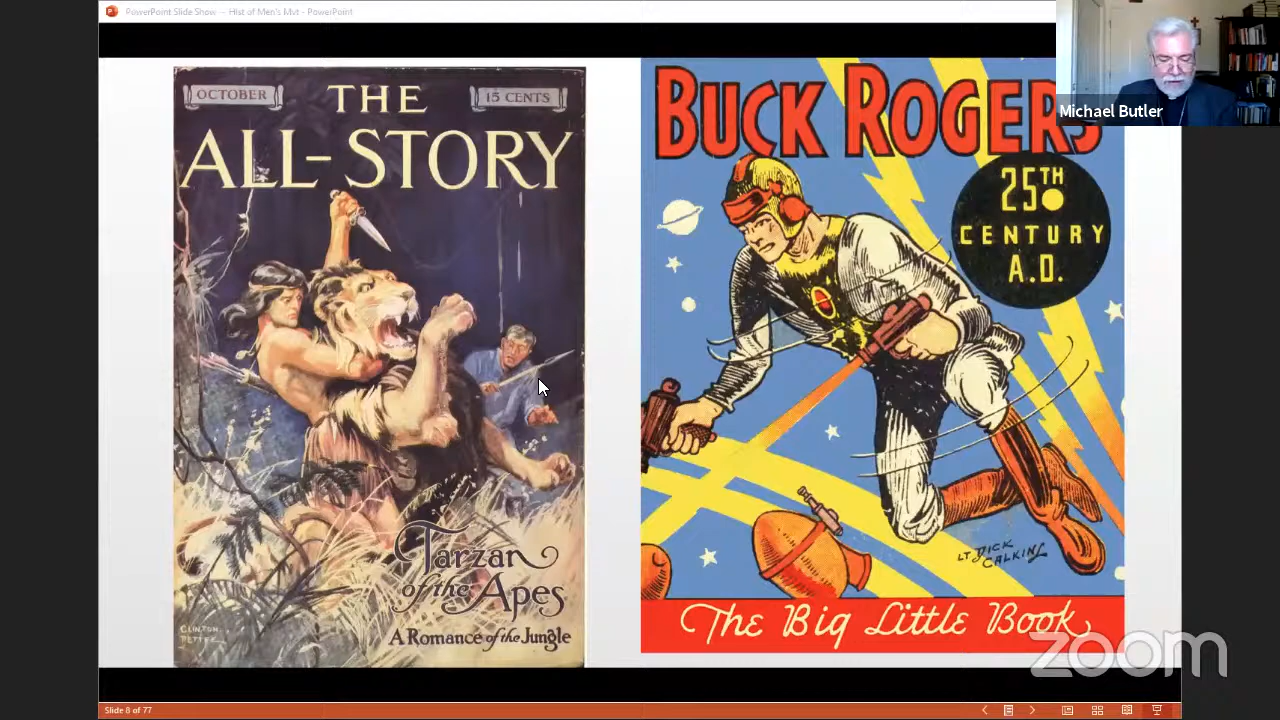 PowerPoint Slide Show - Hist of Men's Mvt - PowerPoint
Michael Butler
OCTOBER
THE
15 CENTS
ALL-STORY
Tarzan
of the Apes
A Romance of the Jungle
CLINTON
PETTEE
BUCK ROGERS
25TH
CENTURY
A.D.
LT. DICK
CALKINS
The Big Little Book
zoom
Slide 8 of 77